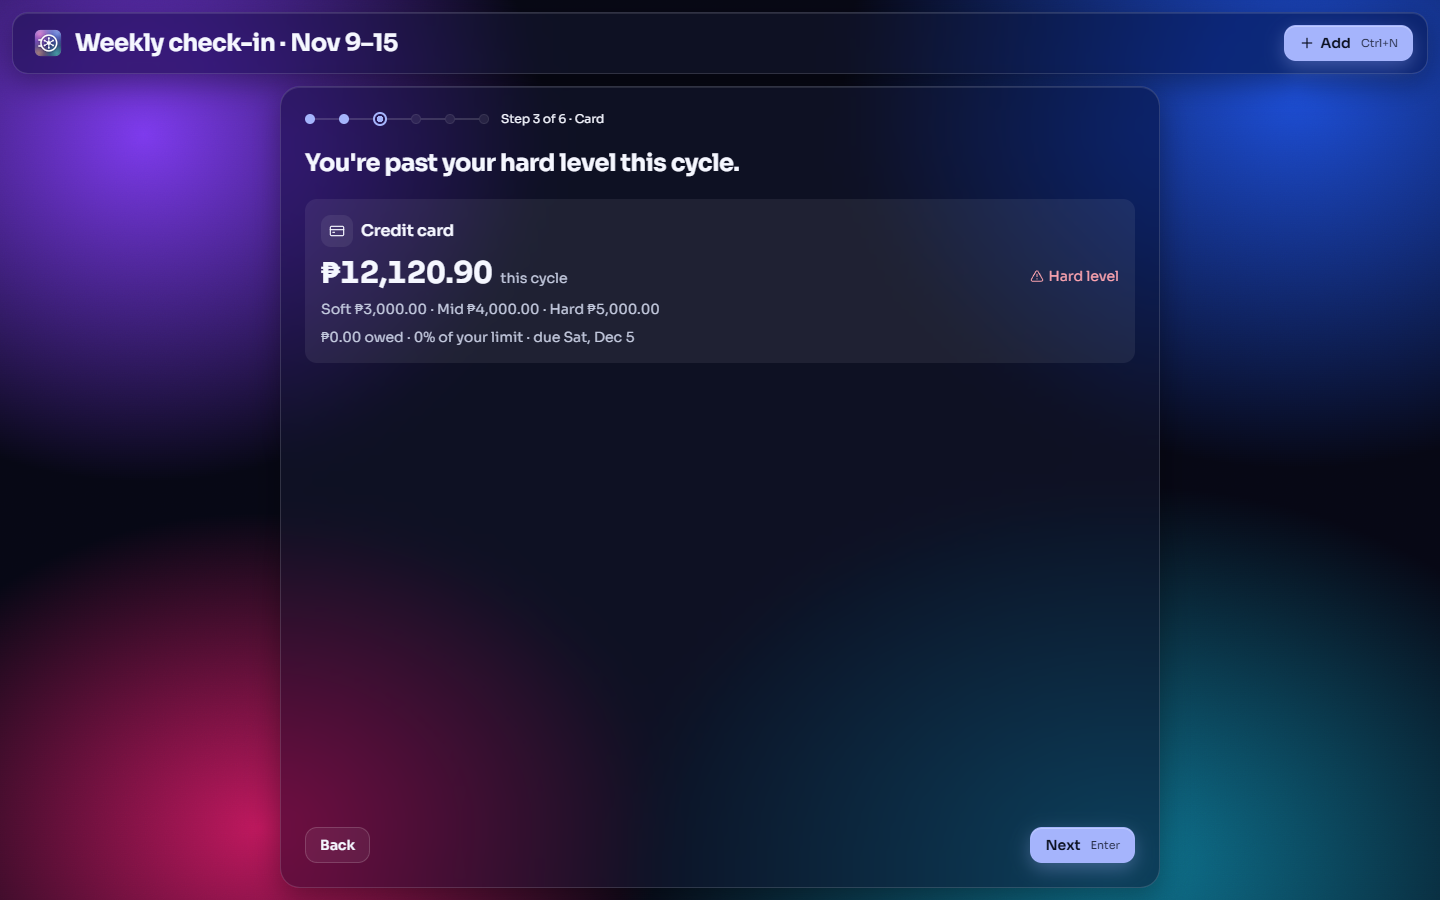 Weekly check-in · Nov 9–15
Add Ctrl+N
Step 3 of 6 · Card
You're past your hard level this cycle.
Credit card
₱12,120.90 this cycle
Hard level
Soft ₱3,000.00 · Mid ₱4,000.00 · Hard ₱5,000.00
₱0.00 owed · 0% of your limit · due Sat, Dec 5
Back
Next Enter